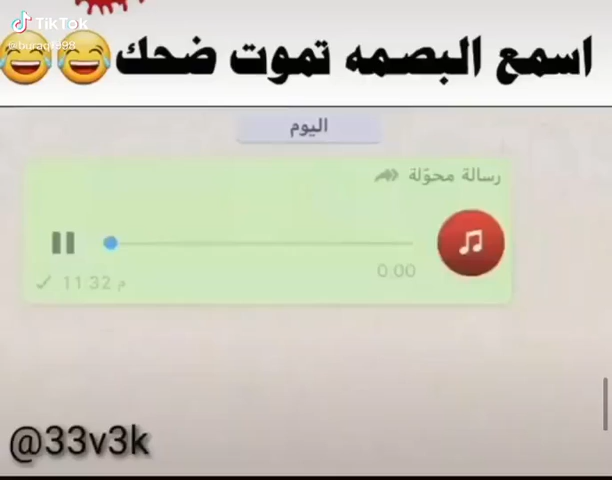 TikTok
اسمع البصمه تموت ضحك😂😂
اليوم
رسالة محوّلة
0:00
11:32 م
@33v3k